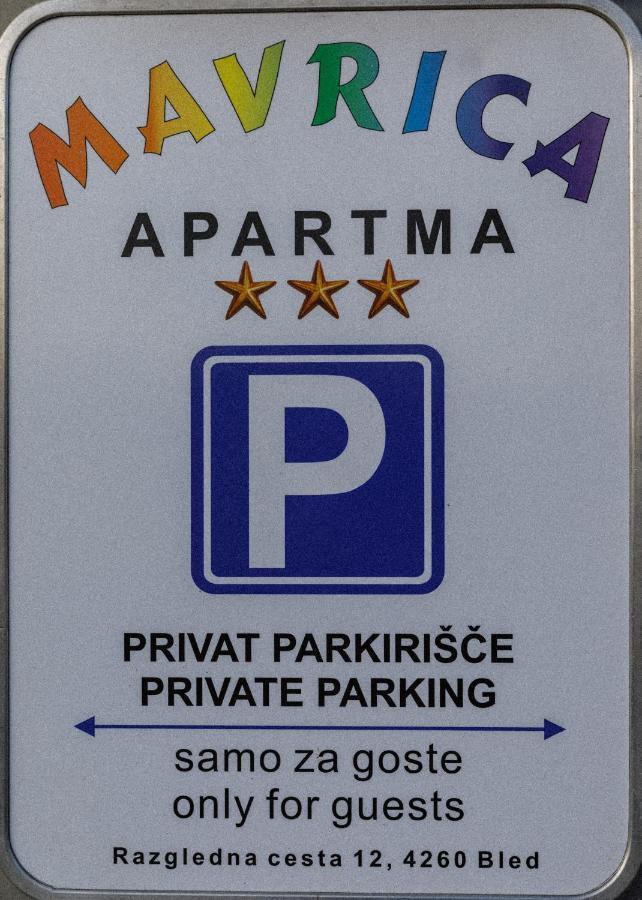 MAVRICA
APARTMA
P
PRIVAT PARKIRIŠČE
PRIVATE PARKING
samo za goste
only for guests
Razgledna cesta 12, 4260 Bled